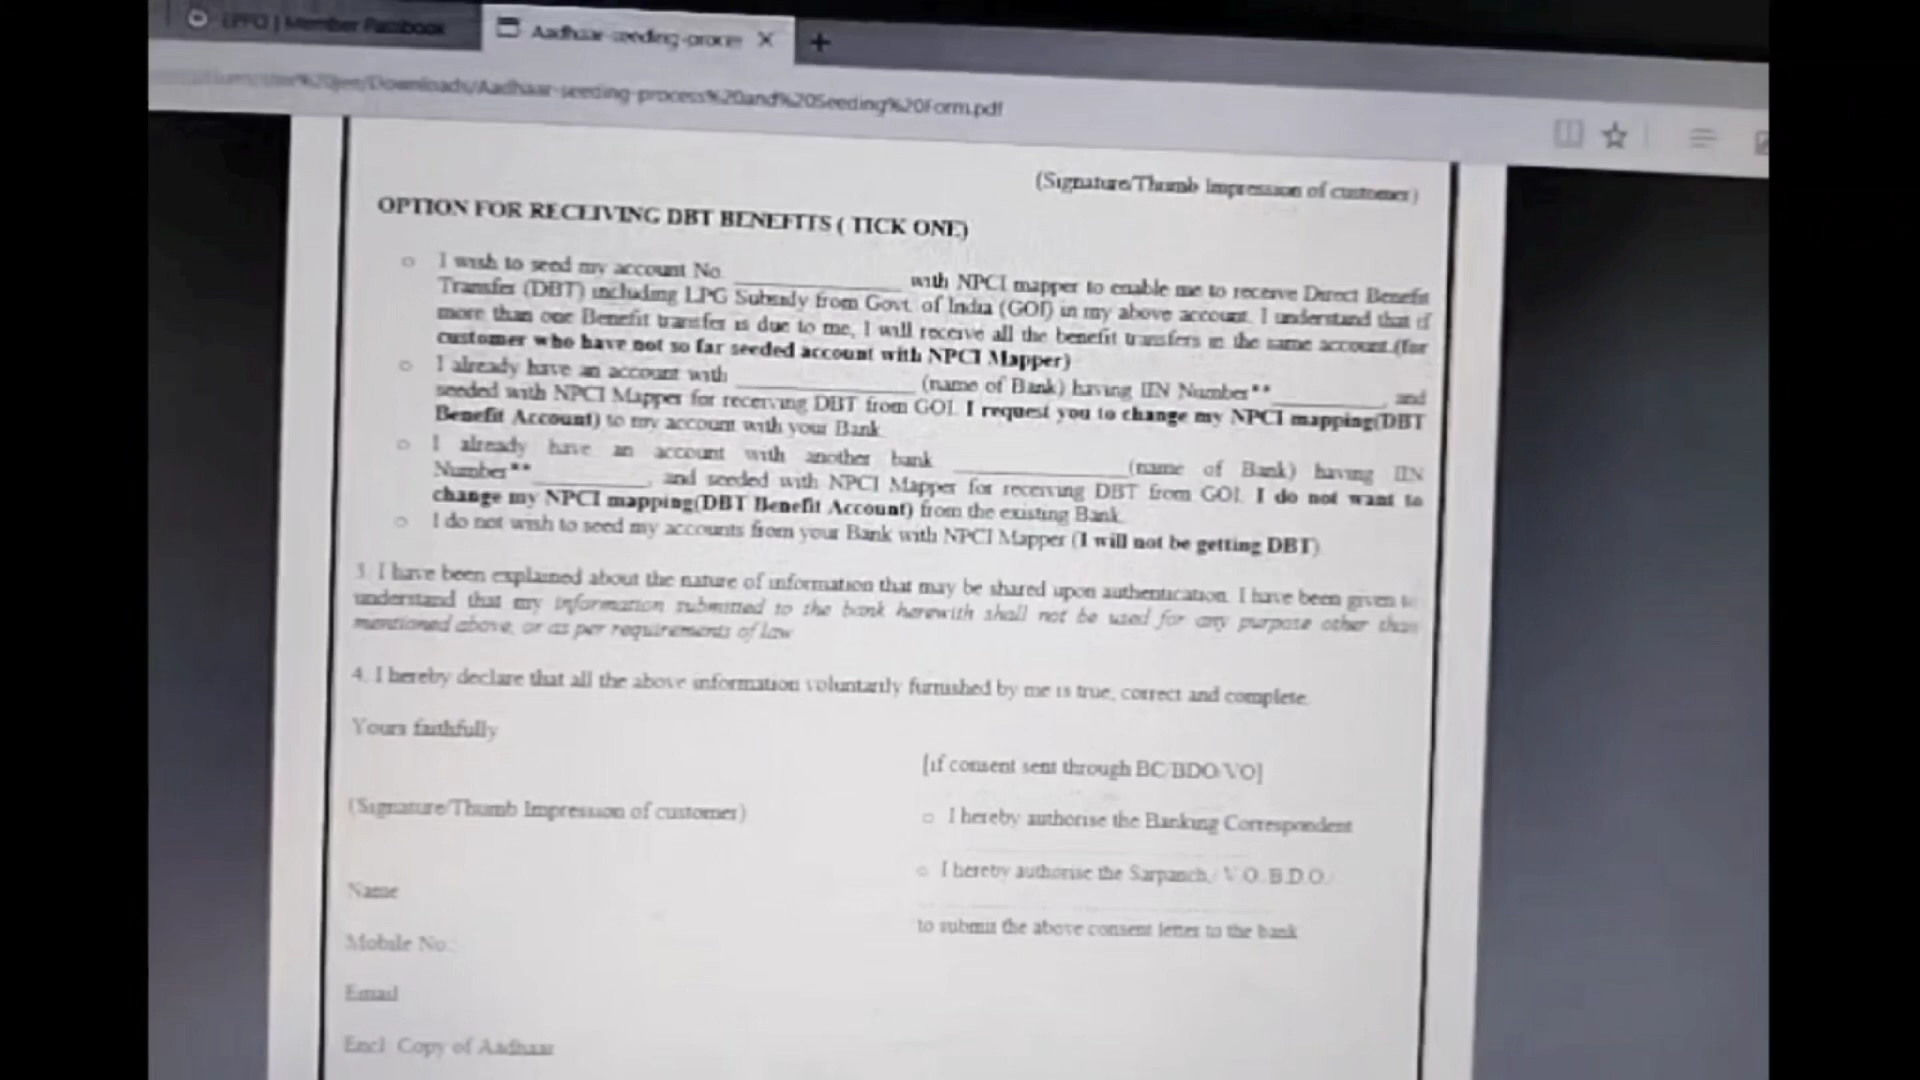 EPFO | Member Passbook
Aadhaar-seeding-proces
Downloads/Aadhaar-seeding-process%20and%20Seeding%20Form.pdf
(Signature/Thumb Impression of customer)
OPTION FOR RECEIVING DBT BENEFITS ( TICK ONE)
I wish to seed my account No. ____________ with NPCI mapper to enable me to receive Direct Benefit
Transfer (DBT) including LPG Subsidy from Govt. of India (GOI) in my above account. I understand that if
more than one Benefit transfer is due to me, I will receive all the benefit transfers in the same account.(for
customer who have not so far seeded account with NPCI Mapper)
I already have an account with ____________ (name of Bank) having IIN Number** ________, and
seeded with NPCI Mapper for receiving DBT from GOI. I request you to change my NPCI mapping(DBT
Benefit Account) to my account with your Bank
I already have an account with another bank ____________(name of Bank) having IIN
Number** ________, and seeded with NPCI Mapper for receiving DBT from GOI. I do not want to
change my NPCI mapping(DBT Benefit Account) from the existing Bank.
I do not wish to seed my accounts from your Bank with NPCI Mapper (I will not be getting DBT)
3. I have been explained about the nature of information that may be shared upon authentication. I have been given to
understand that my information submitted to the bank herewith shall not be used for any purpose other than
mentioned above, or as per requirements of law
4. I hereby declare that all the above information voluntarily furnished by me is true, correct and complete.
Yours faithfully
[if consent sent through BC/BDO/VO]
(Signature/Thumb Impression of customer)
I hereby authorise the Banking Correspondent
I hereby authorise the Sarpanch/ V.O. B.D.O./
Name
to submit the above consent letter to the bank
Mobile No.:
Email
Encl: Copy of Aadhaar